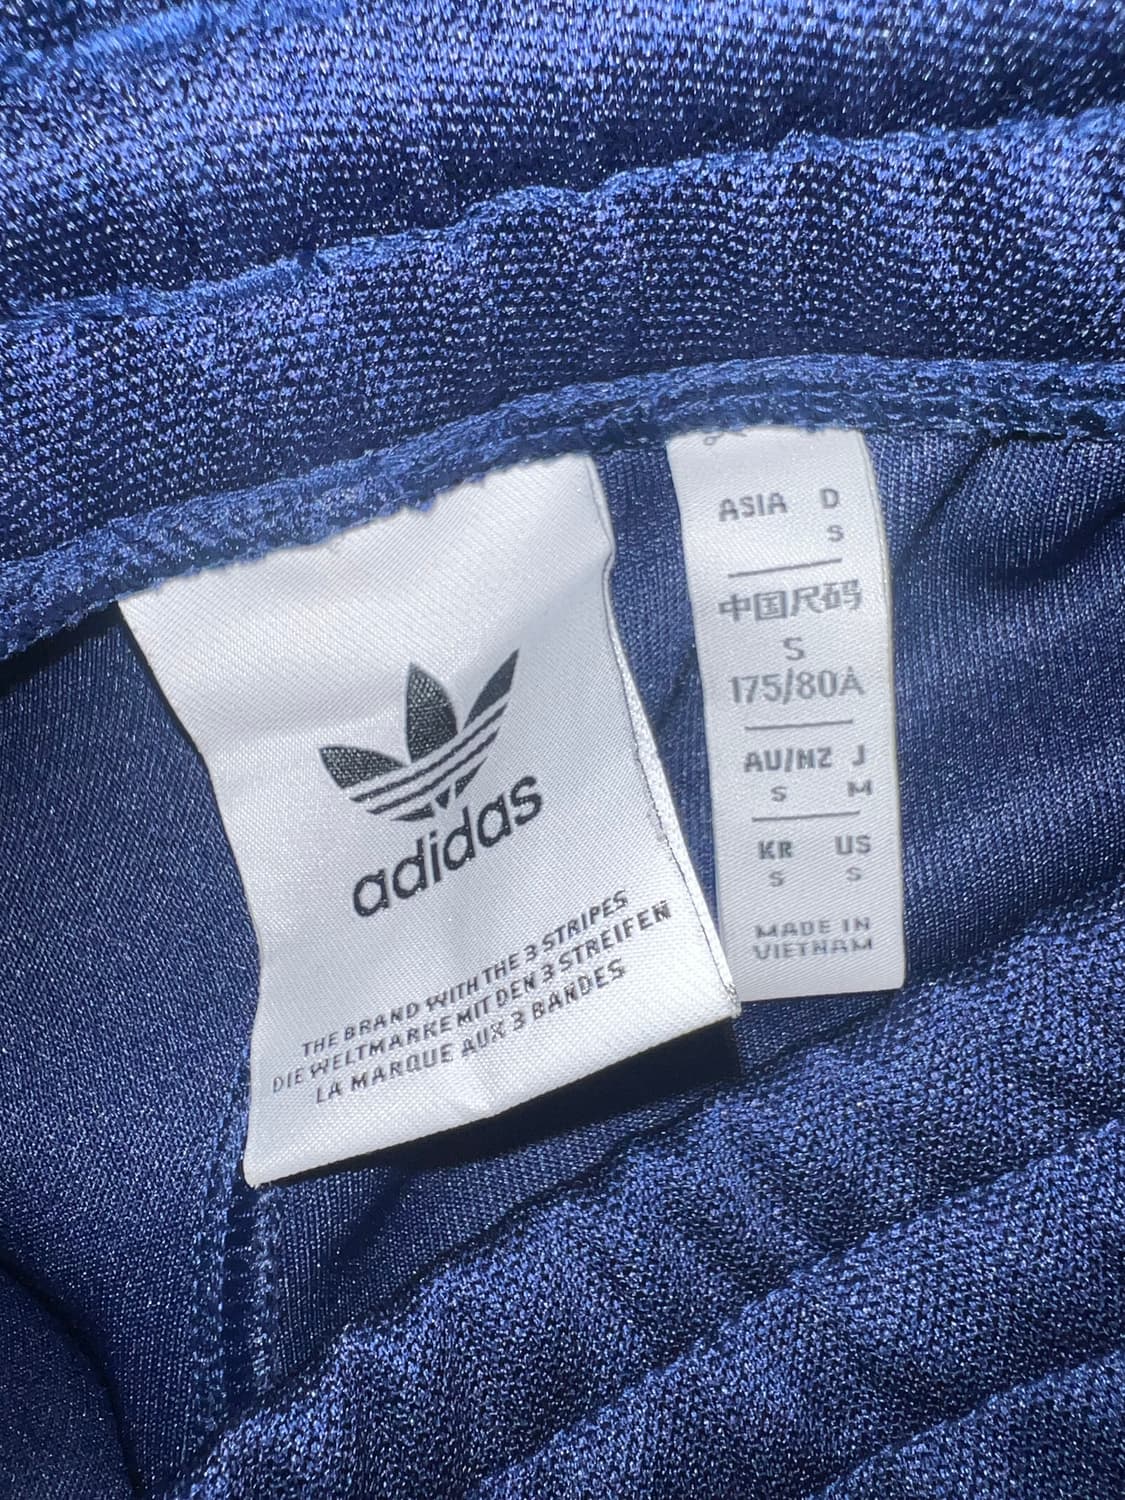 adidas
THE BRAND WITH THE 3 STRIPES
DIE WELTMARKE MIT DEN 3 STREIFEN
LA MARQUE AUX 3 BANDES
ASIA D
S
中国尺码
S
175/80A
AU/NZ J
S M
KR US
S S
MADE IN
VIETNAM